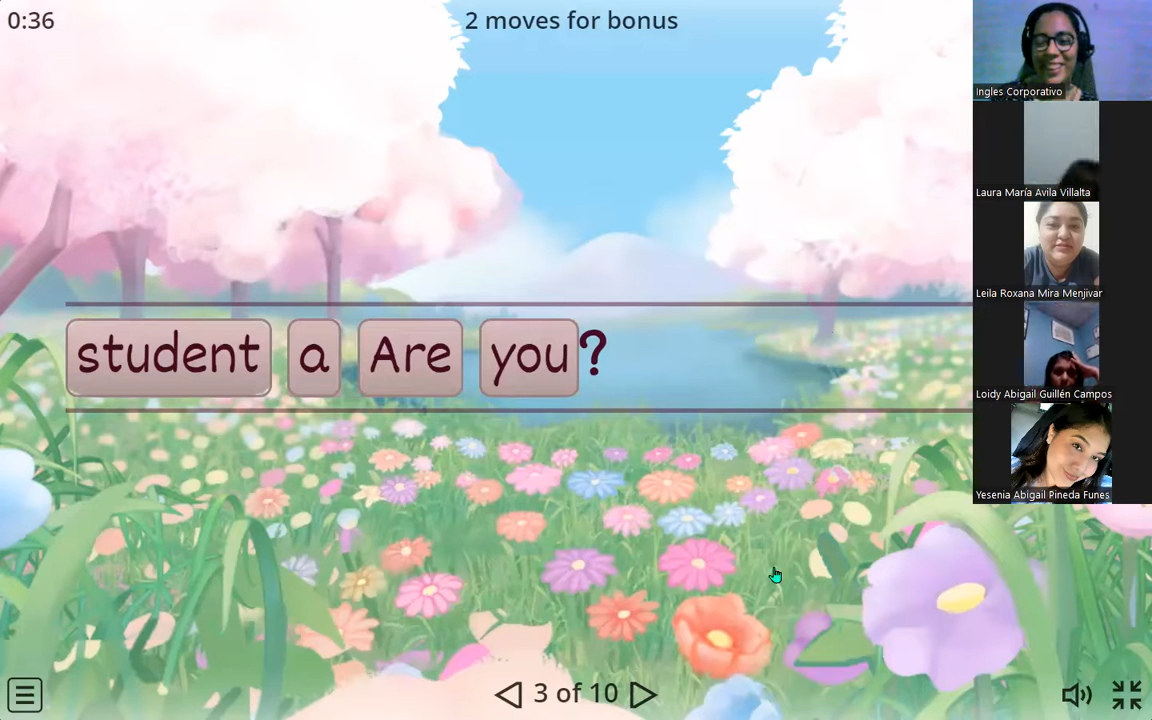 0:36
2 moves for bonus
Ingles Corporativo
Laura María Avila Villalta
Leila Roxana Mira Menjivar
student a Are you?
Loidy Abigail Guillén Campos
Yesenia Abigail Pineda Funes
3 of 10